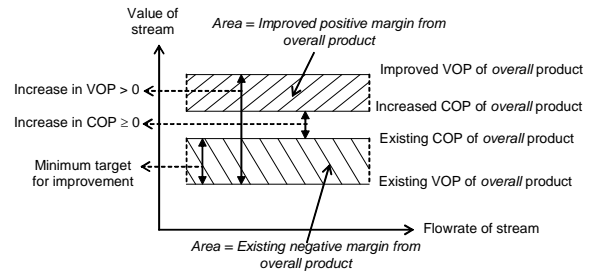 Value of
stream
Area = Improved positive margin from
overall product
Improved VOP of overall product
Increase in VOP > 0
Increased COP of overall product
Increase in COP ≥ 0
Existing COP of overall product
Minimum target
for improvement
Existing VOP of overall product
Flowrate of stream
Area = Existing negative margin from
overall product